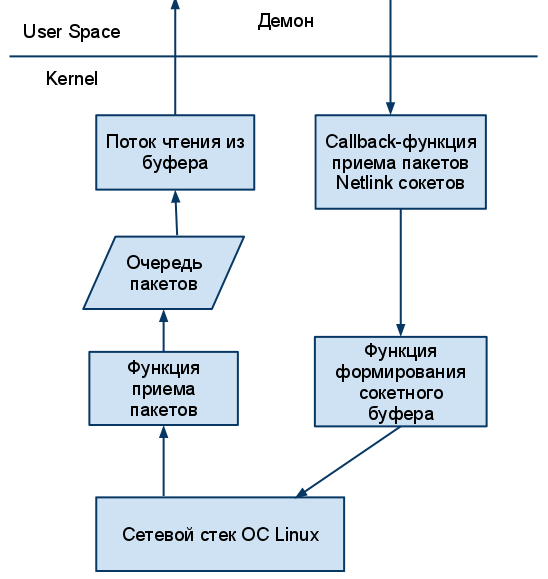 User Space
Демон
Kernel
Поток чтения из
буфера
Callback-функция
приема пакетов
Netlink сокетов
Очередь
пакетов
Функция
приема
пакетов
Функция
формирования
сокетного
буфера
Сетевой стек ОС Linux